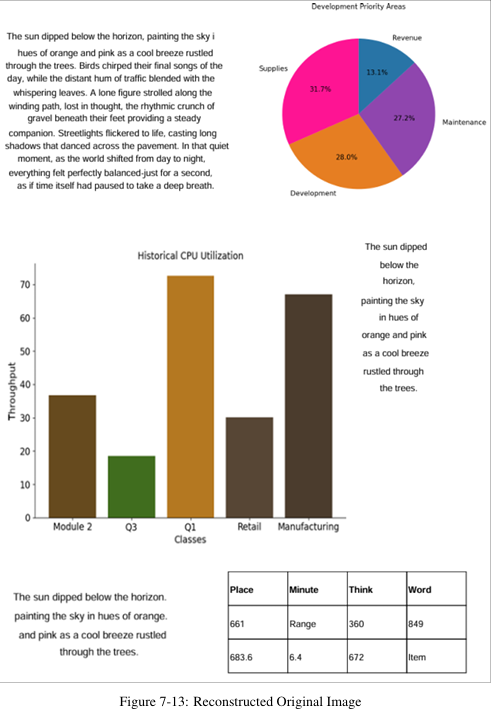 Development Priority Areas
The sun dipped below the horizon, painting the sky i
hues of orange and pink as a cool breeze rustled
through the trees. Birds chirped their final songs of the
day, while the distant hum of traffic blended with the
whispering leaves. A lone figure strolled along the
winding path, lost in thought, the rhythmic crunch of
gravel beneath their feet providing a steady
companion. Streetlights flickered to life, casting long
shadows that danced across the pavement. In that quiet
moment, as the world shifted from day to night,
everything felt perfectly balanced-just for a second,
as if time itself had paused to take a deep breath.
Revenue
Supplies
13.1%
31.7%
27.2%
Maintenance
28.0%
Development
Historical CPU Utilization
Throughput
70
60
50
40
30
20
10
0
Module 2 Q3 Q1 Retail Manufacturing
Classes
The sun dipped
below the
horizon,
painting the sky
in hues of
orange and pink
as a cool breeze
rustled through
the trees.
The sun dipped below the horizon.
painting the sky in hues of orange.
and pink as a cool breeze rustled
through the trees.
Place Minute Think Word
661 Range 360 849
683.6 6.4 672 Item
Figure 7-13: Reconstructed Original Image